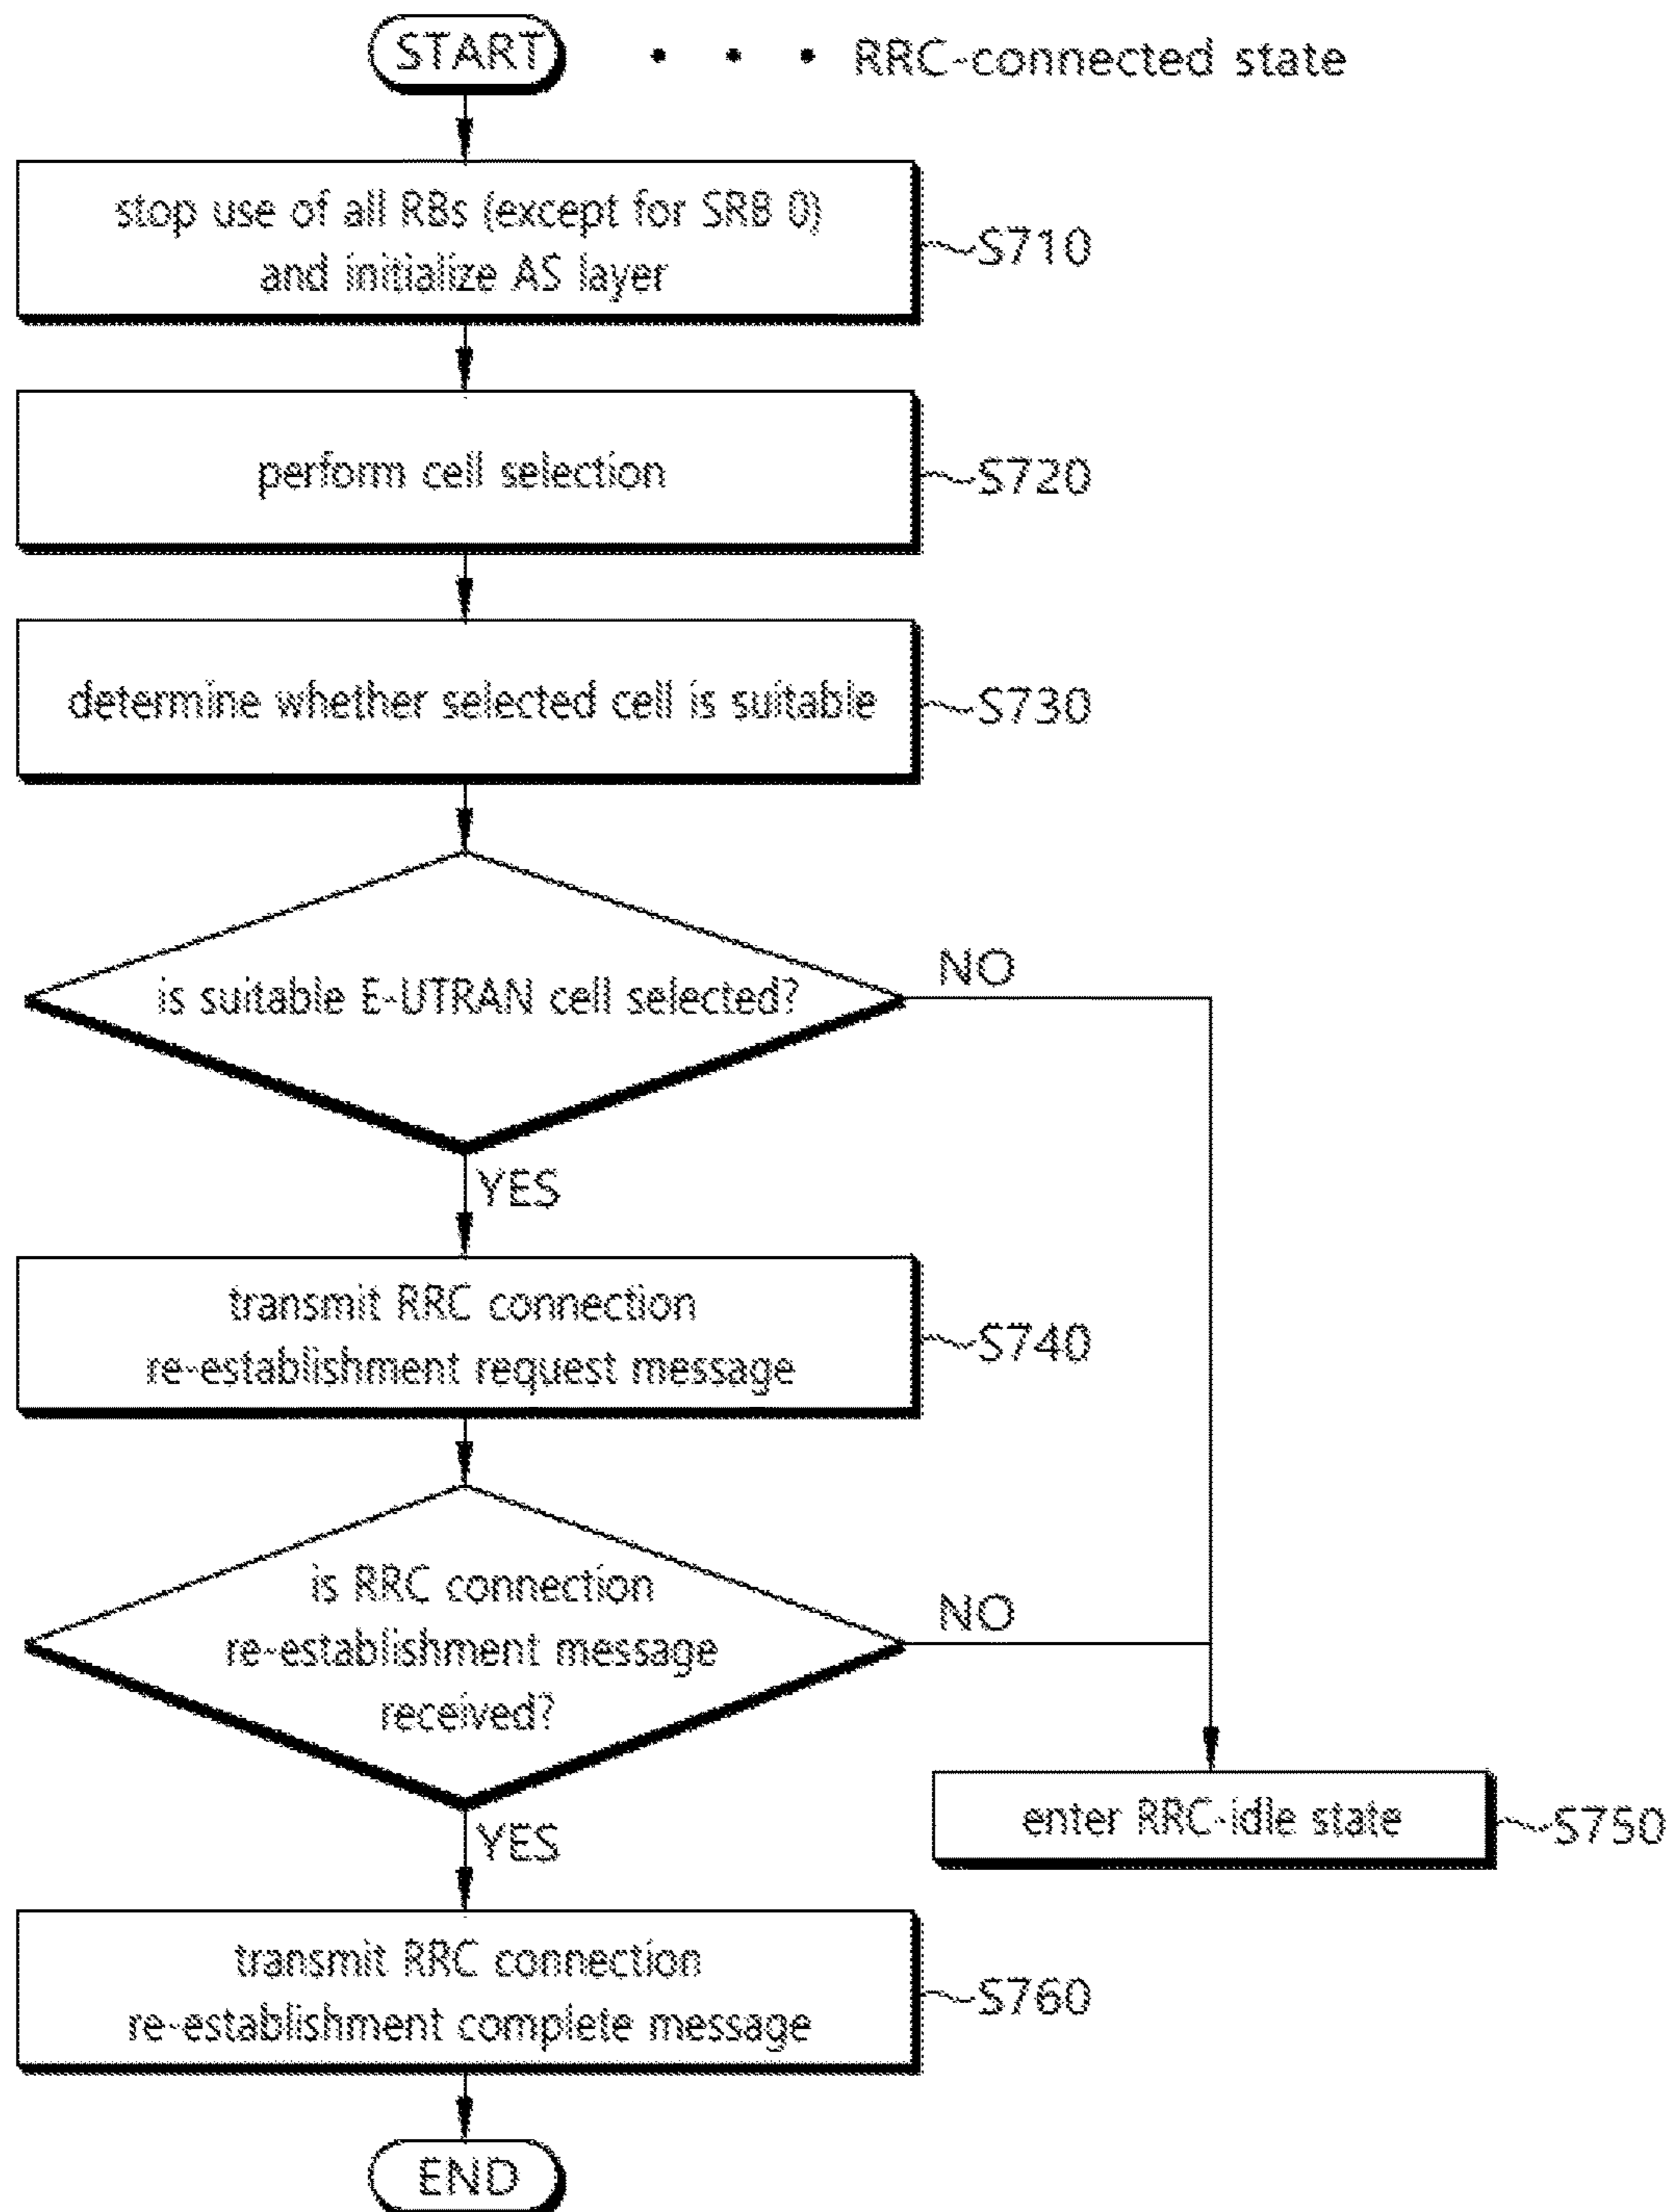 START
• • • RRC-connected state
stop use of all RBs (except for SRB 0)
and initialize AS layer
S710
perform cell selection
S720
determine whether selected cell is suitable
S730
is suitable E-UTRAN cell selected?
NO
YES
transmit RRC connection
re-establishment request message
S740
is RRC connection
re-establishment message
received?
NO
YES
enter RRC-idle state
S750
transmit RRC connection
re-establishment complete message
S760
END